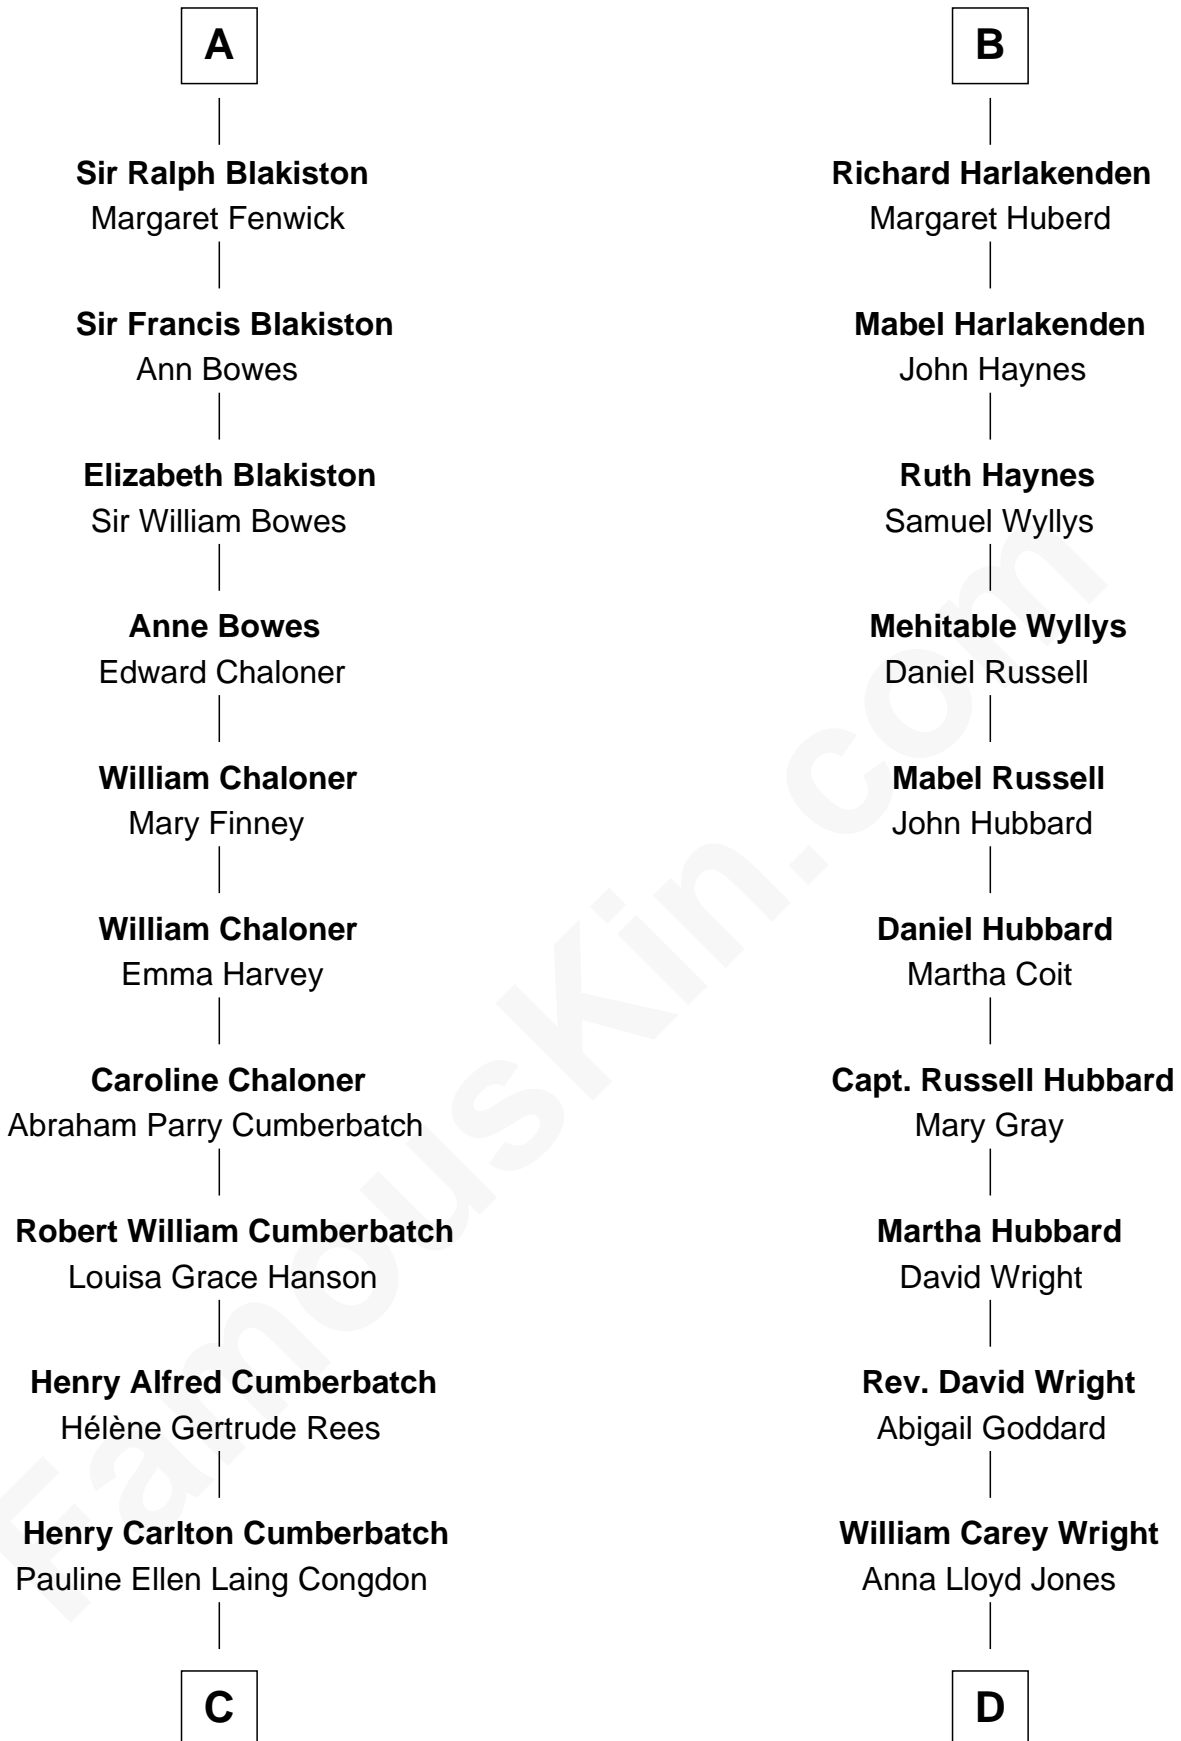 A
Sir Ralph Blakiston
Margaret Fenwick
Sir Francis Blakiston
Ann Bowes
Elizabeth Blakiston
Sir William Bowes
Anne Bowes
Edward Chaloner
William Chaloner
Mary Finney
William Chaloner
Emma Harvey
Caroline Chaloner
Abraham Parry Cumberbatch
Robert William Cumberbatch
Louisa Grace Hanson
Henry Alfred Cumberbatch
Hélène Gertrude Rees
Henry Carlton Cumberbatch
Pauline Ellen Laing Congdon
C
B
Richard Harlakenden
Margaret Huberd
Mabel Harlakenden
John Haynes
Ruth Haynes
Samuel Wyllys
Mehitable Wyllys
Daniel Russell
Mabel Russell
John Hubbard
Daniel Hubbard
Martha Coit
Capt. Russell Hubbard
Mary Gray
Martha Hubbard
David Wright
Rev. David Wright
Abigail Goddard
William Carey Wright
Anna Lloyd Jones
D
FamousKin.com